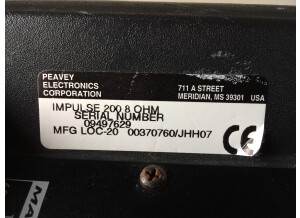 PEAVEY
ELECTRONICS
CORPORATION
711 A STREET
MERIDIAN, MS 39301 USA
IMPULSE 200 8 OHM
SERIAL NUMBER
09497629
MFG LOC-20 00370760/JHH07
CE
MA